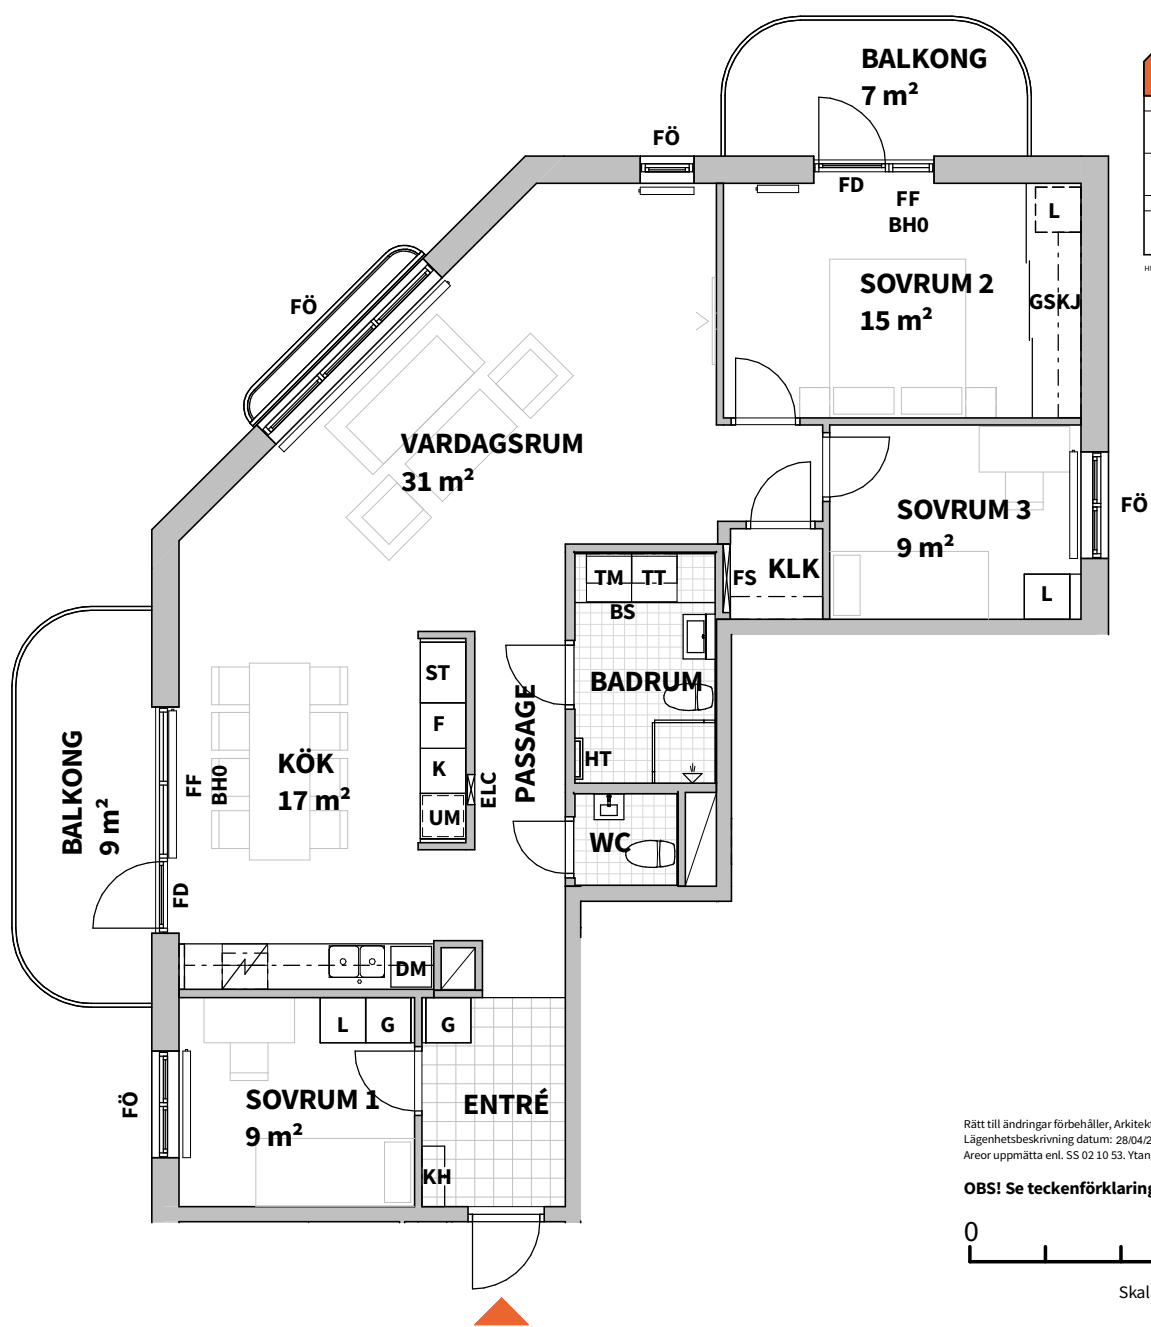 BALKONG
7 m²
FÖ
FD
FF
BH0
L
SOVRUM 2
15 m²
GSKJ
FÖ
VARDAGSRUM
31 m²
SOVRUM 3
9 m²
FÖ
L
KLK
FS
TM
TT
BS
BADRUM
HT
PASSAGE
ST
F
K
UM
ELC
KÖK
17 m²
FF
BH0
BALKONG
9 m²
FD
WC
DM
L
G
G
SOVRUM 1
9 m²
FÖ
ENTRÉ
KH
Rätt till ändringar förbehåller, Arkitekt
Lägenhetsbeskrivning datum: 28/04/2
Areor uppmätta enl. SS 02 10 53. Ytan
OBS! Se teckenförklaring
0
Skala